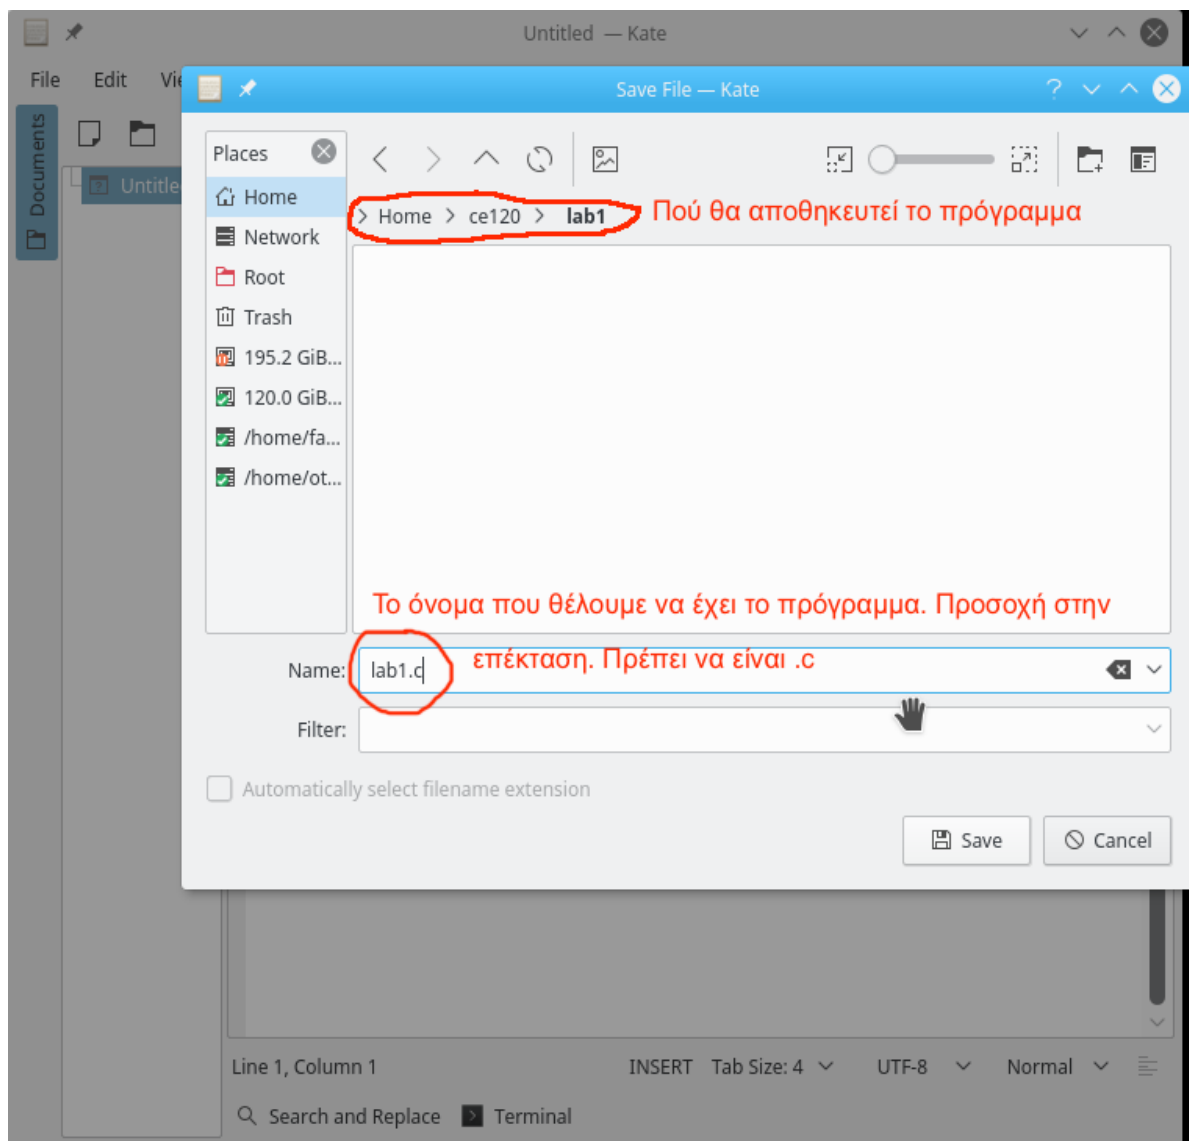 Untitled — Kate
File Edit
Save File — Kate
Documents
Places
Home
Network
Root
Trash
195.2 GiB...
120.0 GiB...
/home/fa...
/home/ot...
> Home > ce120 > lab1
Πού θα αποθηκευτεί το πρόγραμμα
Το όνομα που θέλουμε να έχει το πρόγραμμα. Προσοχή στην
επέκταση. Πρέπει να είναι .c
Name: lab1.c
Filter:
Automatically select filename extension
Save Cancel
Line 1, Column 1 INSERT Tab Size: 4 UTF-8 Normal
Search and Replace Terminal